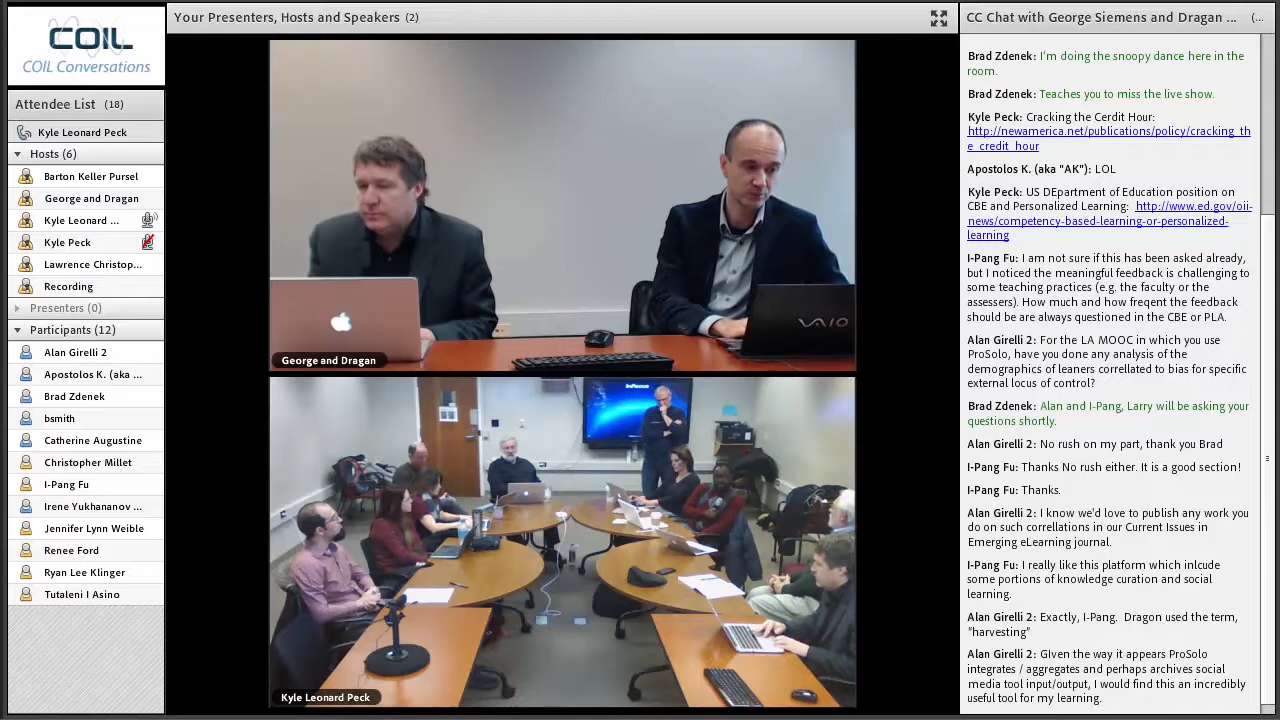 COIL
COIL Conversations
Attendee List (18)
Kyle Leonard Peck
Hosts (6)
Barton Keller Pursel
George and Dragan
Kyle Leonard ...
Kyle Peck
Lawrence Christop...
Recording
Presenters (0)
Participants (12)
Alan Girelli 2
Apostolos K. (aka ...
Brad Zdenek
bsmith
Catherine Augustine
Christopher Millet
I-Pang Fu
Irene Yukhananov ...
Jennifer Lynn Weible
Renee Ford
Ryan Lee Klinger
Tutaleni I Asino
Your Presenters, Hosts and Speakers (2)
VAIO
George and Dragan
InFocus
Kyle Leonard Peck
CC Chat with George Siemens and Dragan ... (...
Brad Zdenek: I'm doing the snoopy dance here in the
room.
Brad Zdenek: Teaches you to miss the live show.
Kyle Peck: Cracking the Cerdit Hour:
http://newamerica.net/publications/policy/cracking_th
e_credit_hour
Apostolos K. (aka "AK"): LOL
Kyle Peck: US DEpartment of Education Position on
CBE and Personalized Learning: http://www.ed.gov/oii-
news/competency-based-learning-or-personalized-
learning
I-Pang Fu: I am not sure if this has been asked already,
but I noticed the meaningful feedback is challenging to
some teaching practices (e.g. the faculty or the
assessers). How much and how freqent the feedback
should be are always questioned in the CBE or PLA.
Alan Girelli 2: For the LA MOOC in which you use
ProSolo, have you done any analysis the
demographics of leaners correllated to bias for specific
external locus of control?
Brad Zdenek: Alan and I-Pang, Larry will be asking your
questions shortly.
Alan Girelli 2: No rush on my part, thank you Brad
I-Pang Fu: Thanks No rush either. It is a good section!
I-Pang Fu: Thanks.
Alan Girelli 2: I know we'd love to publish any work you
do on such cerrelations in our Current Issues in
Emerging eLearning journal.
I-Pang Fu: I really like this platform which inlcude
some portions of knowledge curation and social
learning.
Alan Girelli 2: Exactly, I-Pang. Dragon used the term,
"harvesting"
Alan Girelli 2: GIven the way it appears ProSolo
integrates / aggregates and perhaps archives social
media too input/output, I would find this an incredibly
useful too in my teaching.